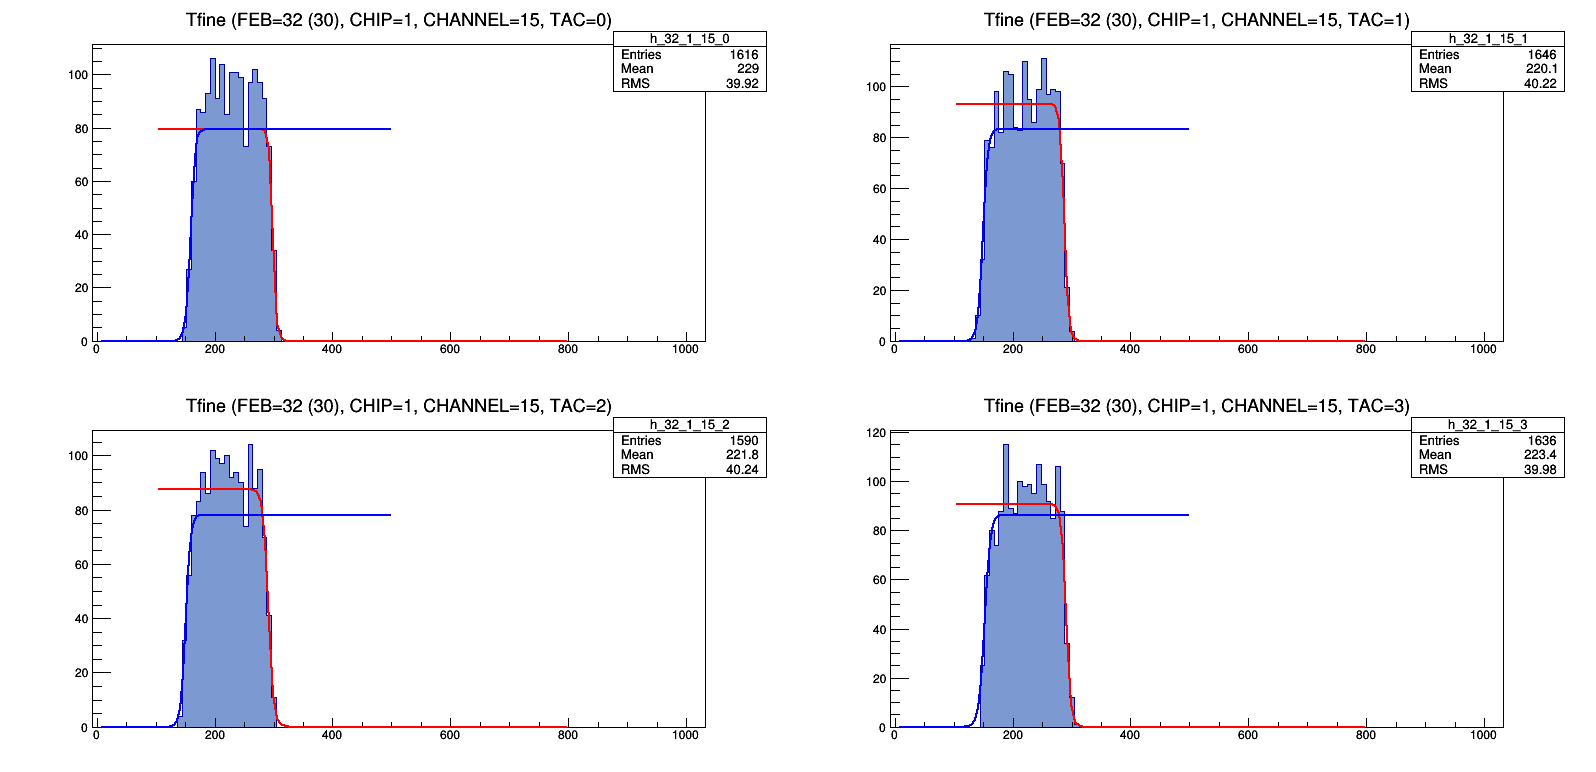 Tfine (FEB=32 (30), CHIP=1, CHANNEL=15, TAC=0)
h_32_1_15_0
Entries 1616
Mean 229
RMS 39.92
100
80
60
40
20
0
0 200 400 600 800 1000
Tfine (FEB=32 (30), CHIP=1, CHANNEL=15, TAC=1)
h_32_1_15_1
Entries 1646
Mean 220.1
RMS 40.22
100
80
60
40
20
0
0 200 400 600 800 1000
Tfine (FEB=32 (30), CHIP=1, CHANNEL=15, TAC=2)
h_32_1_15_2
Entries 1590
Mean 221.8
RMS 40.24
100
80
60
40
20
0
0 200 400 600 800 1000
Tfine (FEB=32 (30), CHIP=1, CHANNEL=15, TAC=3)
h_32_1_15_3
Entries 1636
Mean 223.4
RMS 39.98
120
100
80
60
40
20
0
0 200 400 600 800 1000